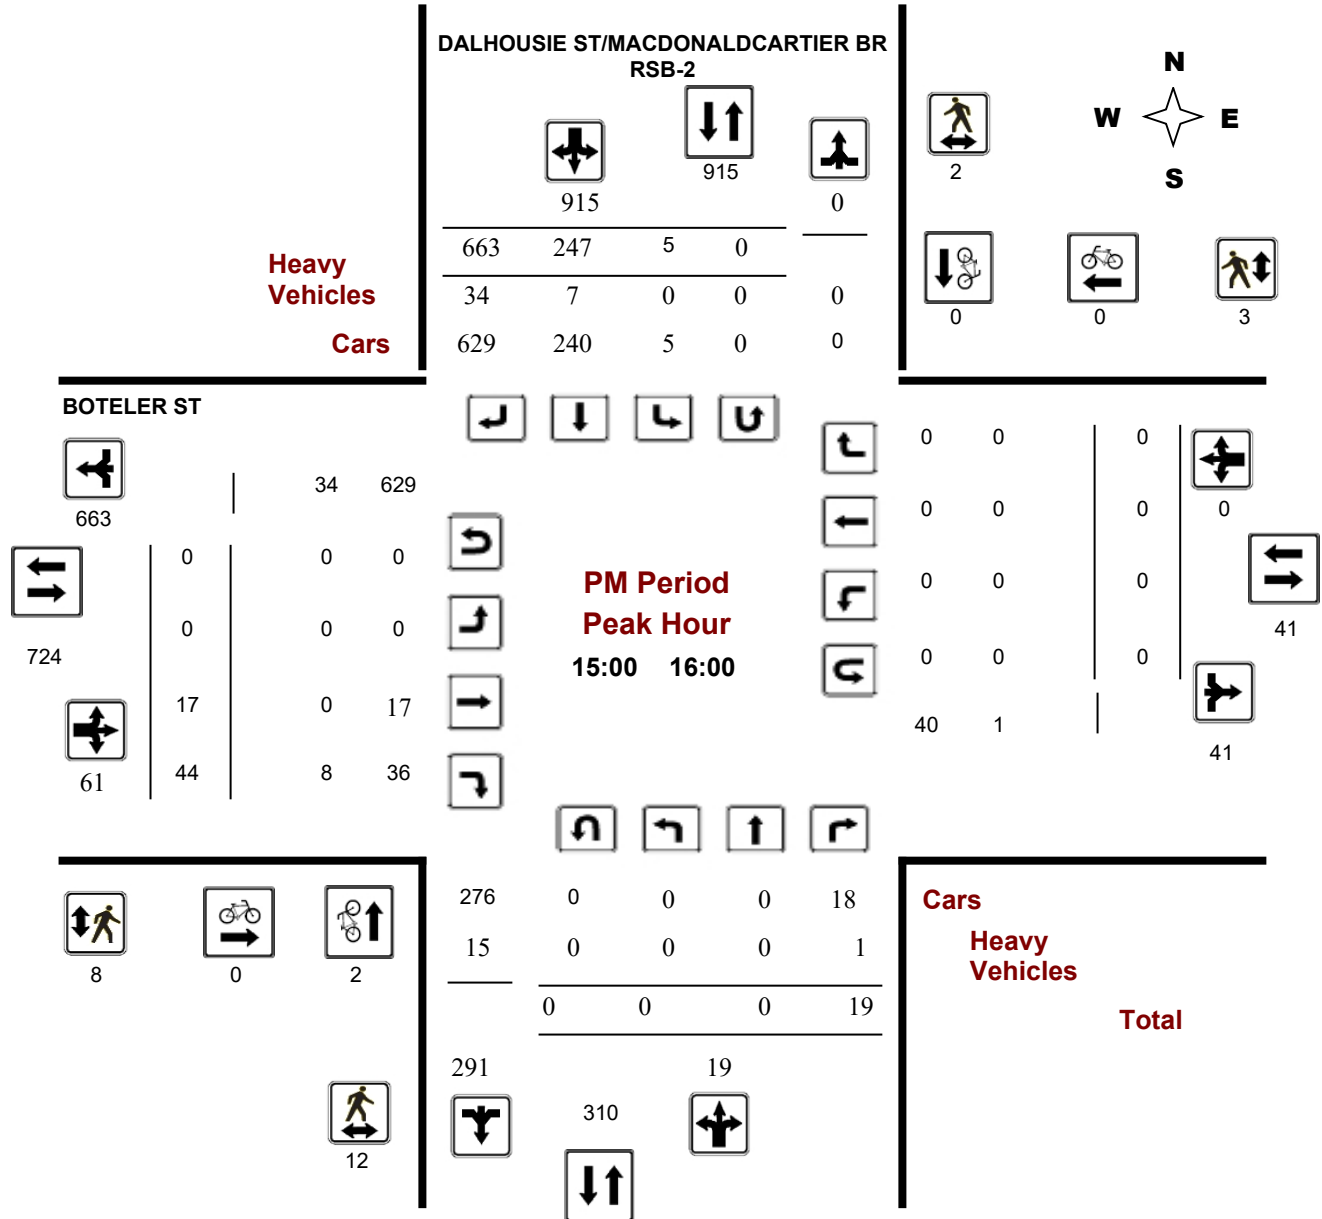 DALHOUSIE ST/MACDONALDCARTIER BR
RSB-2
N
W E
S
915
2
915 0
663 247 5 0
Heavy
Vehicles
34 7 0 0 0
0 0 3
Cars
629 240 5 0 0
BOTELER ST
0 0 0
34 629
663
0 0 0 0
0 0 0
PM Period
0 0 0
Peak Hour
0 0 0
41
724
15:00 16:00
0 0 0
17 0 17
40 1
41
61
44 8 36
276 0 0 0 18
Cars
15 0 0 0 1
Heavy
Vehicles
8 0 2
0 0 0 19
Total
291 19
310
12